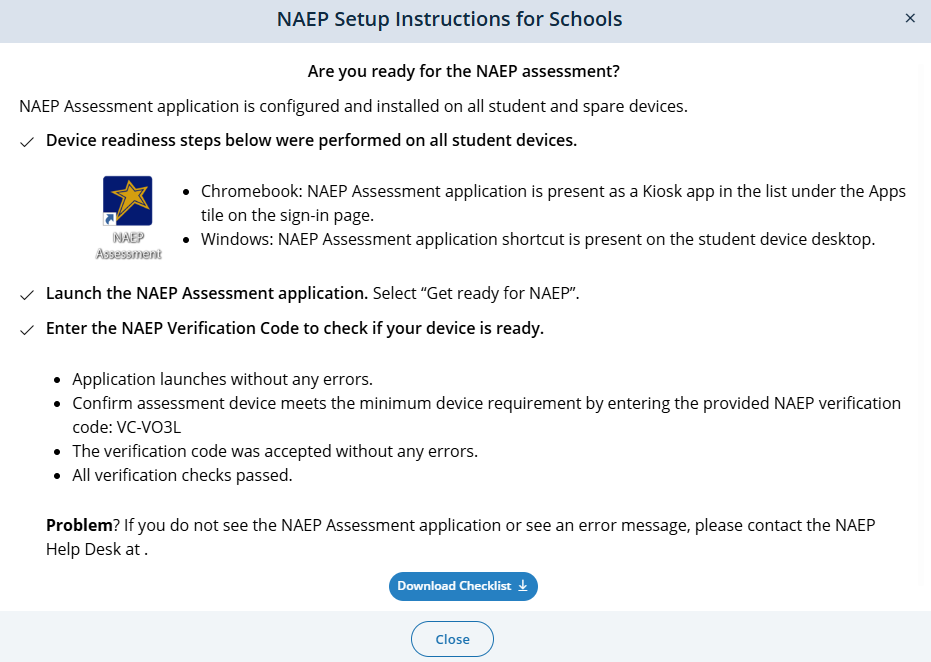 NAEP Setup Instructions for Schools
×
Are you ready for the NAEP assessment?
NAEP Assessment application is configured and installed on all student and spare devices.
Device readiness steps below were performed on all student devices.
NAEP
Assessment
• Chromebook: NAEP Assessment application is present as a Kiosk app in the list under the Apps
tile on the sign-in page.
• Windows: NAEP Assessment application shortcut is present on the student device desktop.
Launch the NAEP Assessment application. Select “Get ready for NAEP”.
Enter the NAEP Verification Code to check if your device is ready.
• Application launches without any errors.
• Confirm assessment device meets the minimum device requirement by entering the provided NAEP verification
code: VC-VO3L
• The verification code was accepted without any errors.
• All verification checks passed.
Problem? If you do not see the NAEP Assessment application or see an error message, please contact the NAEP
Help Desk at .
Download Checklist
Close